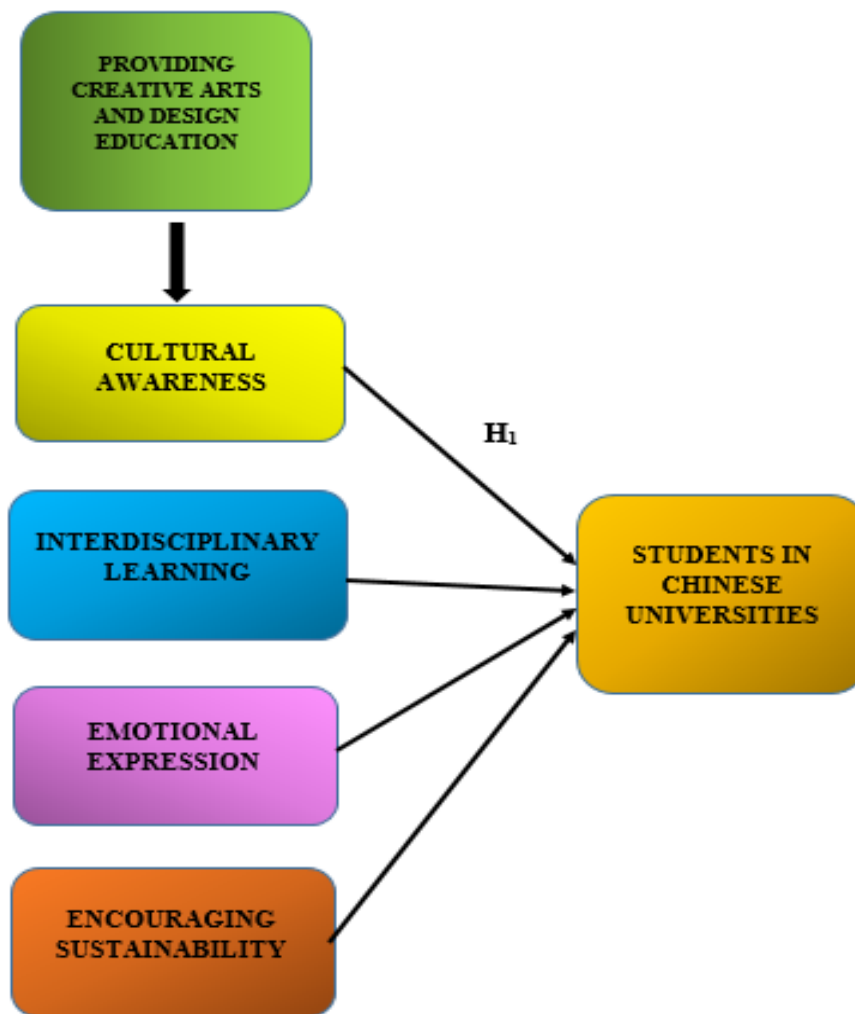 PROVIDING
CREATIVE ARTS
AND DESIGN
EDUCATION
CULTURAL
AWARENESS
H₁
INTERDISCIPLINARY
LEARNING
STUDENTS IN
CHINESE
UNIVERSITIES
EMOTIONAL
EXPRESSION
ENCOURAGING
SUSTAINABILITY